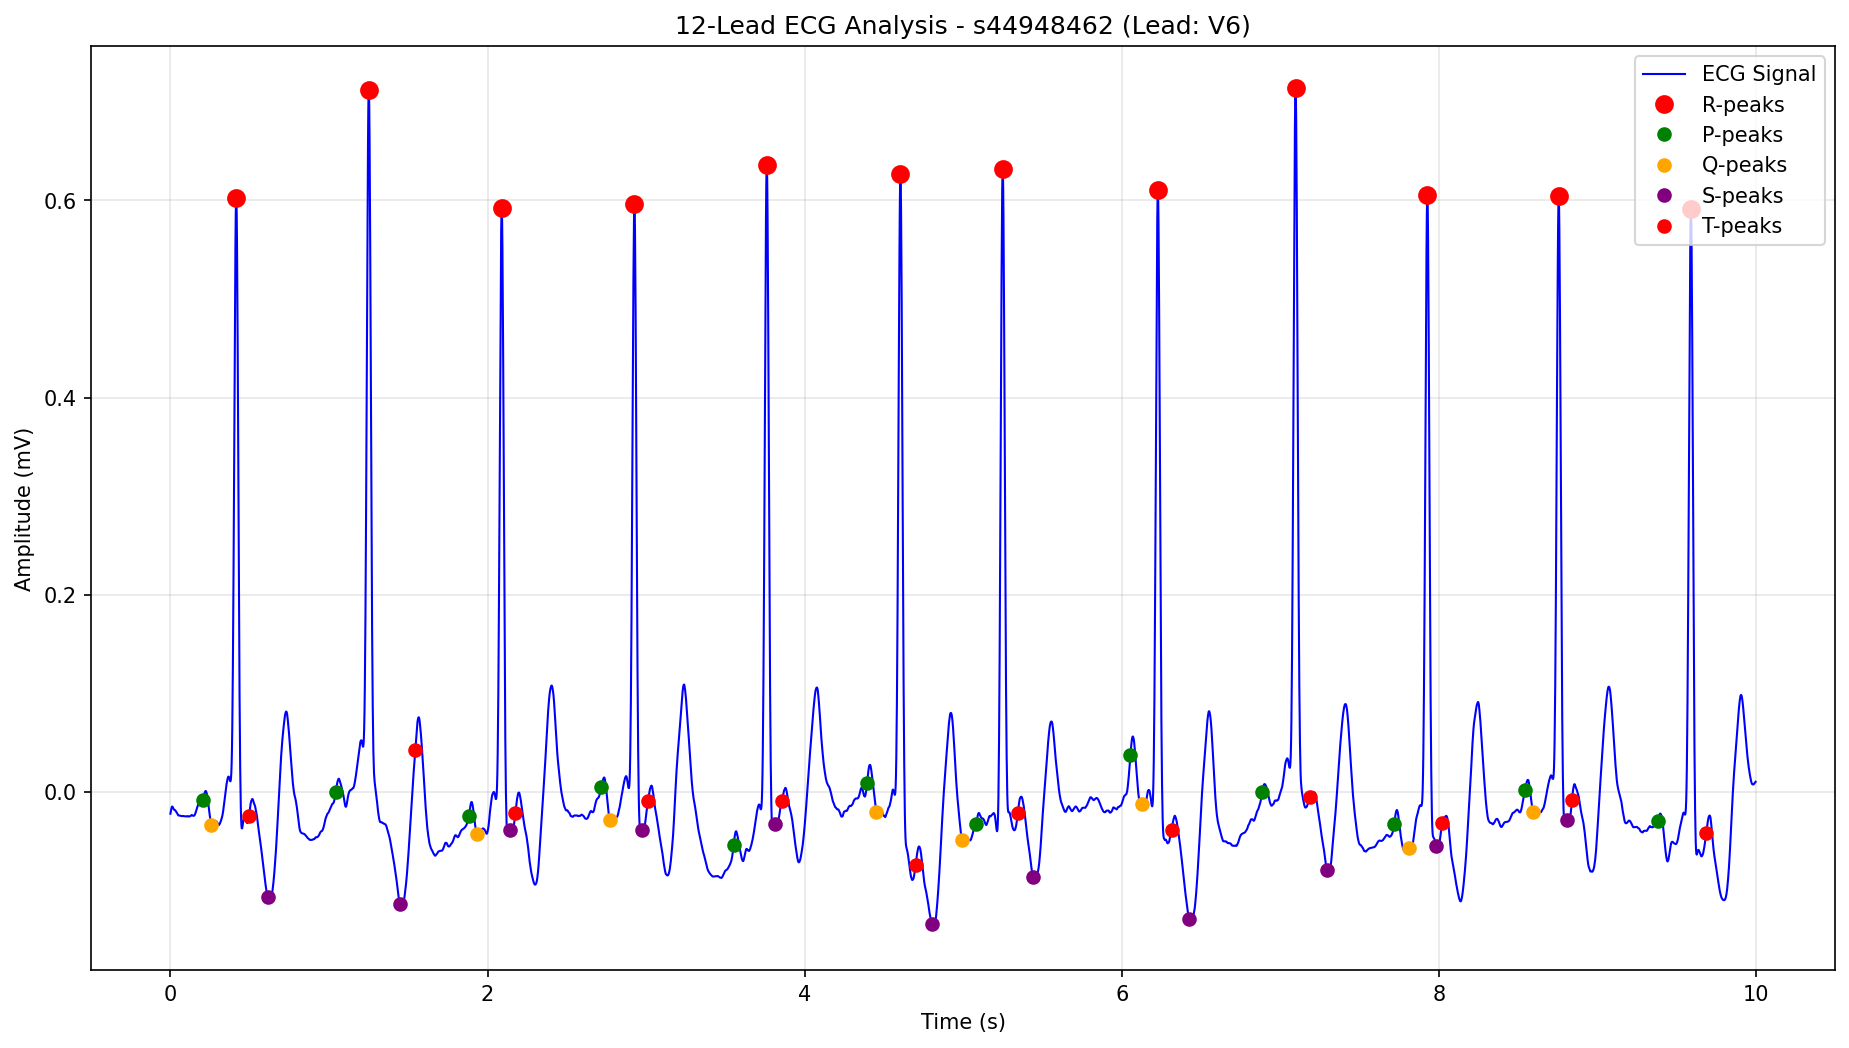 12-Lead ECG Analysis - s44948462 (Lead: V6)
ECG Signal
R-peaks
P-peaks
Q-peaks
S-peaks
T-peaks
Amplitude (mV)
0.6
0.4
0.2
0.0
0 2 4 6 8 10
Time (s)